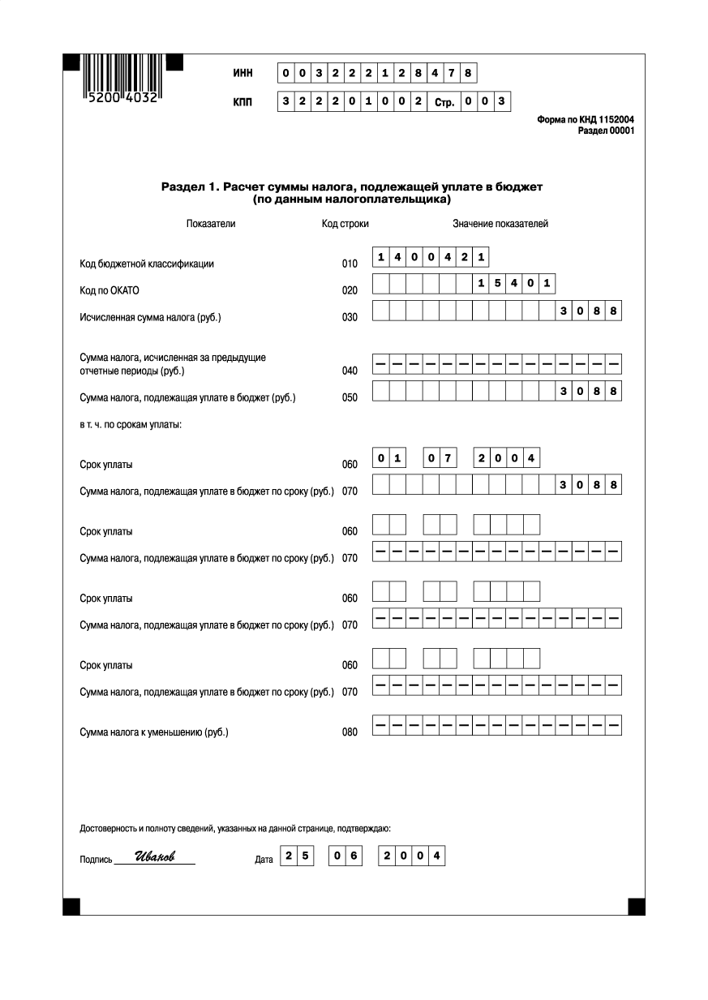 ИНН 003222128478
5200 4032
КПП 322201002 Стр. 003
Форма по КНД 1152004
Раздел 00001
Раздел 1. Расчет суммы налога, подлежащей уплате в бюджет
(по данным налогоплательщика)
Показатели Код строки Значение показателей
Код бюджетной классификации 010 1400421
Код по ОКАТО 020 15401
Исчисленная сумма налога (руб.) 030 3088
Сумма налога, исчисленная за предыдущие
отчетные периоды (руб.) 040 – – – – – – – – – – – – – – –
Сумма налога, подлежащая уплате в бюджет (руб.) 050 3088
в т. ч. по срокам уплаты:
Срок уплаты 060 01 07 2004
Сумма налога, подлежащая уплате в бюджет по сроку (руб.) 070 3088
Срок уплаты 060
Сумма налога, подлежащая уплате в бюджет по сроку (руб.) 070 – – – – – – – – – – – – – – –
Срок уплаты 060
Сумма налога, подлежащая уплате в бюджет по сроку (руб.) 070 – – – – – – – – – – – – – – –
Срок уплаты 060
Сумма налога, подлежащая уплате в бюджет по сроку (руб.) 070 – – – – – – – – – – – – – – –
Сумма налога к уменьшению (руб.) 080 – – – – – – – – – – – – – – –
Достоверность и полноту сведений, указанных на данной странице, подтверждаю:
Подпись Иванов Дата 25 06 2004